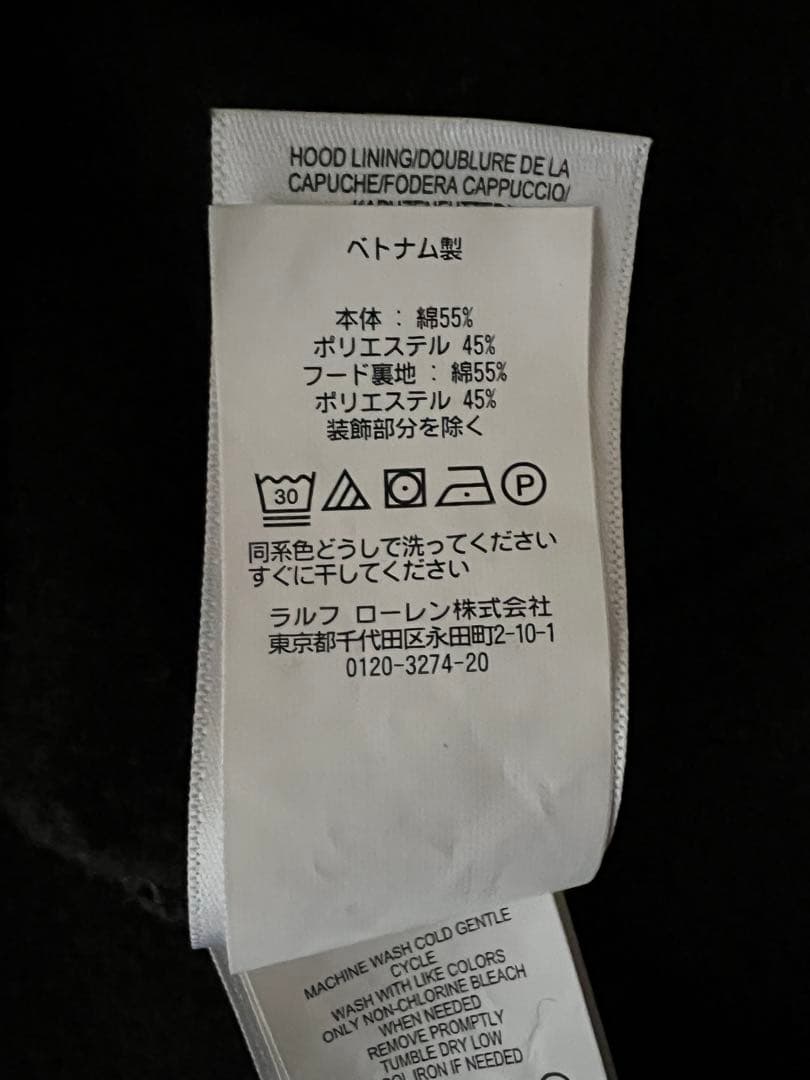 HOOD LINING/DOUBLURE DE LA
CAPUCHE/FODERA CAPPUCCIO/
ベトナム製
本体 : 綿55%
ポリエステル 45%
フード裏地 : 綿55%
ポリエステル 45%
装飾部分を除く
30 P
同系色どうしで洗ってください
すぐに干してください
ラルフ ローレン株式会社
東京都千代田区永田町2-10-1
0120-3274-20
MACHINE WASH COLD GENTLE
CYCLE
WASH WITH LIKE COLORS
ONLY NON-CHLORINE BLEACH
WHEN NEEDED
REMOVE PROMPTLY
TUMBLE DRY LOW
IRON IF NEEDED